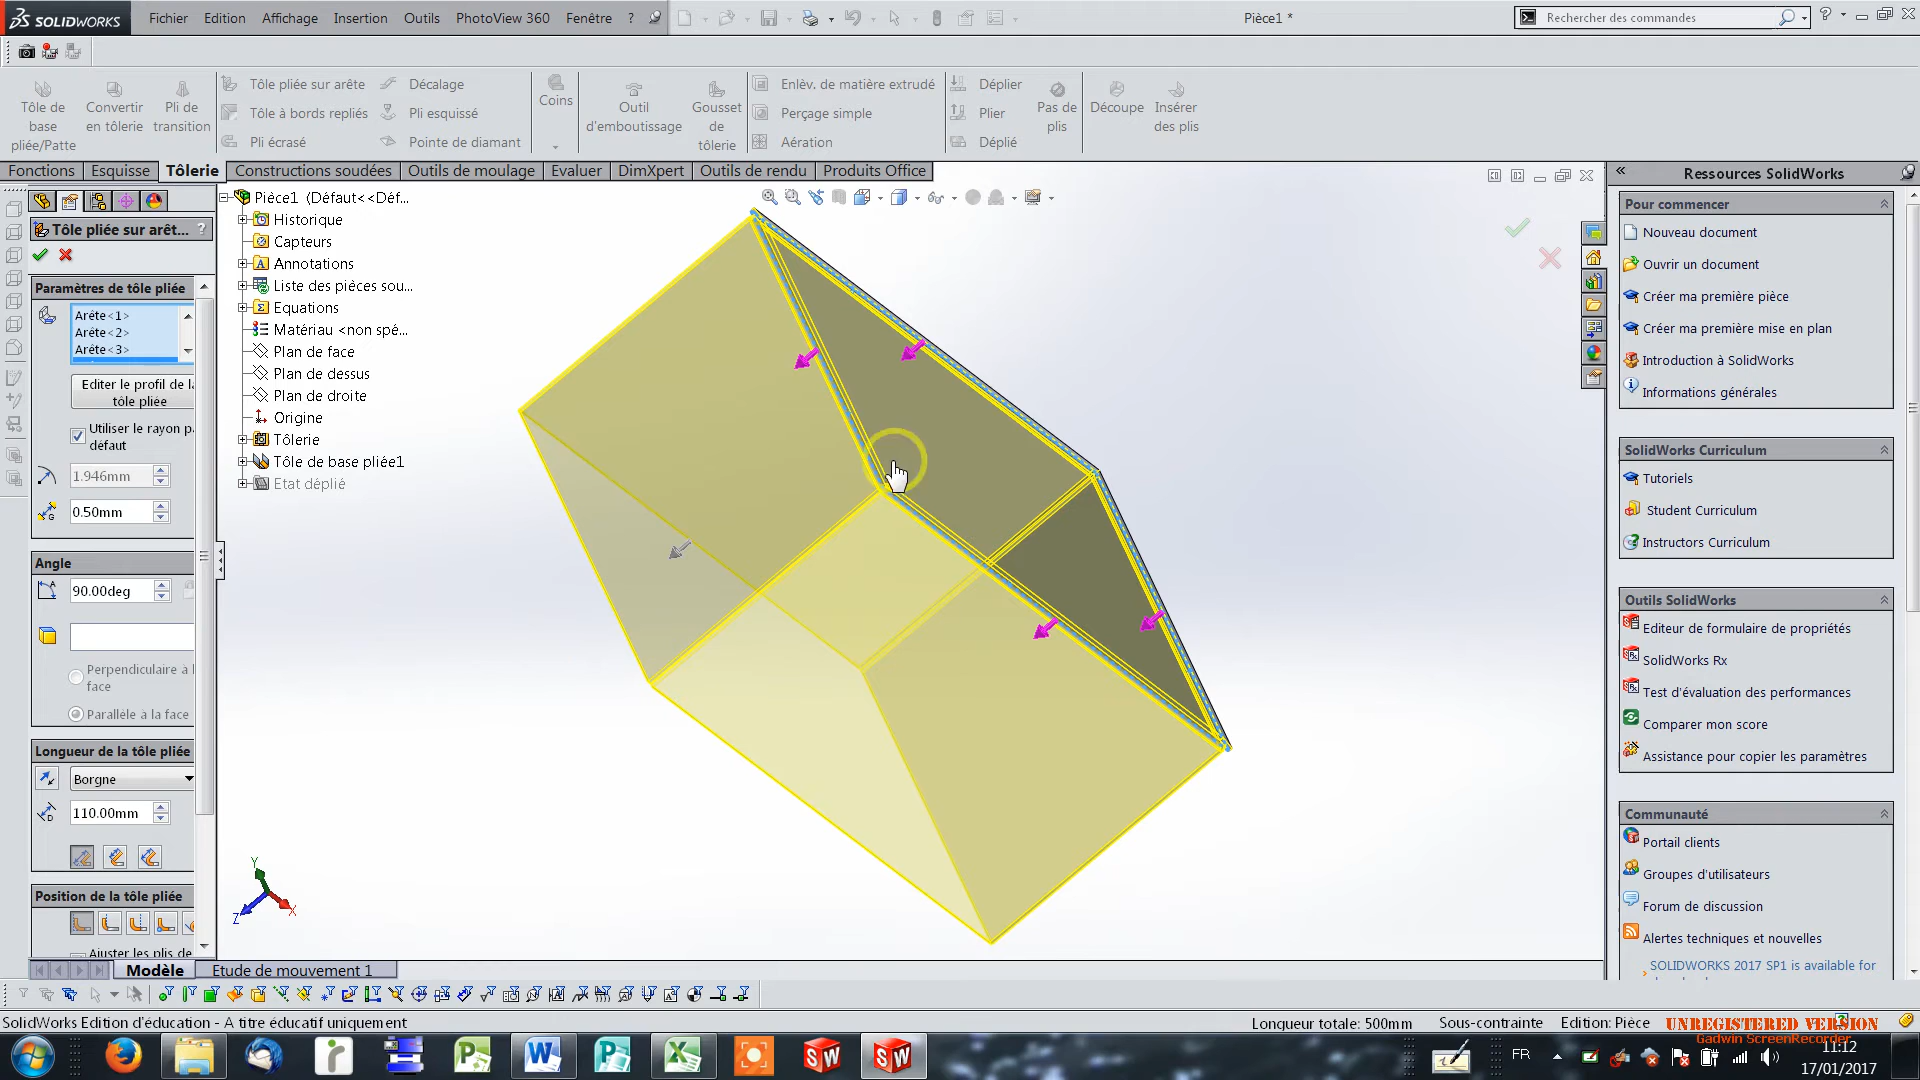 SOLIDWORKS
Fichier Edition Affichage Insertion Outils PhotoView 360 Fenêtre ?
Pièce1 *
Rechercher des commandes
Tôle de base pliée/Patte
Convertir en tôlerie
Pli de transition
Tôle pliée sur arête
Tôle à bords repliés
Pli écrasé
Décalage
Pli esquissé
Pointe de diamant
Coins
Outil d'emboutissage
Gousset de tôlerie
Enlèv. de matière extrudé
Perçage simple
Aération
Déplier
Plier
Déplié
Pas de plis
Découpe
Insérer des plis
Fonctions Esquisse Tôlerie Constructions soudées Outils de moulage Evaluer DimXpert Outils de rendu Produits Office
Tôle pliée sur arêt... ?
Paramètres de tôle pliée
Arête<1>
Arête<2>
Arête<3>
Editer le profil de la
tôle pliée
Utiliser le rayon pa
défaut
1.946mm
0.50mm
Angle
90.00deg
Perpendiculaire à l
face
Parallèle à la face
Longueur de la tôle pliée
Borgne
110.00mm
Position de la tôle pliée
Ajuster les plis de
Pièce1 (Défaut<<Déf...
Historique
Capteurs
Annotations
Liste des pièces sou...
Equations
Matériau <non spé...
Plan de face
Plan de dessus
Plan de droite
Origine
Tôlerie
Tôle de base pliée1
Etat déplié
Y
Z
X
Ressources SolidWorks
Pour commencer
Nouveau document
Ouvrir un document
Créer ma première pièce
Créer ma première mise en plan
Introduction à SolidWorks
Informations générales
SolidWorks Curriculum
Tutoriels
Student Curriculum
Instructors Curriculum
Outils SolidWorks
Editeur de formulaire de propriétés
SolidWorks Rx
Test d'évaluation des performances
Comparer mon score
Assistance pour copier les paramètres
Communauté
Portail clients
Groupes d'utilisateurs
Forum de discussion
Alertes techniques et nouvelles
SOLIDWORKS 2017 SP1 is available for
Modèle Etude de mouvement 1
SolidWorks Edition d'éducation - A titre éducatif uniquement
Longueur totale: 500mm Sous-contrainte Edition: Pièce
UNREGISTERED VERSION
Gadwin ScreenRecorder
FR
11:12
17/01/2017